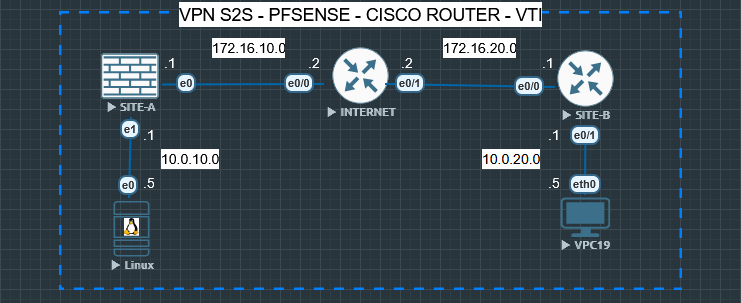 VPN S2S - PFSENSE - CISCO ROUTER - VTI
172.16.10.0
172.16.20.0
.1
.2
.2
.1
e0
e0/0
e0/1
e0/0
SITE-A
INTERNET
SITE-B
e1
e0/1
.1
.1
10.0.10.0
10.0.20.0
e0
.5
.5
eth0
Linux
VPC19